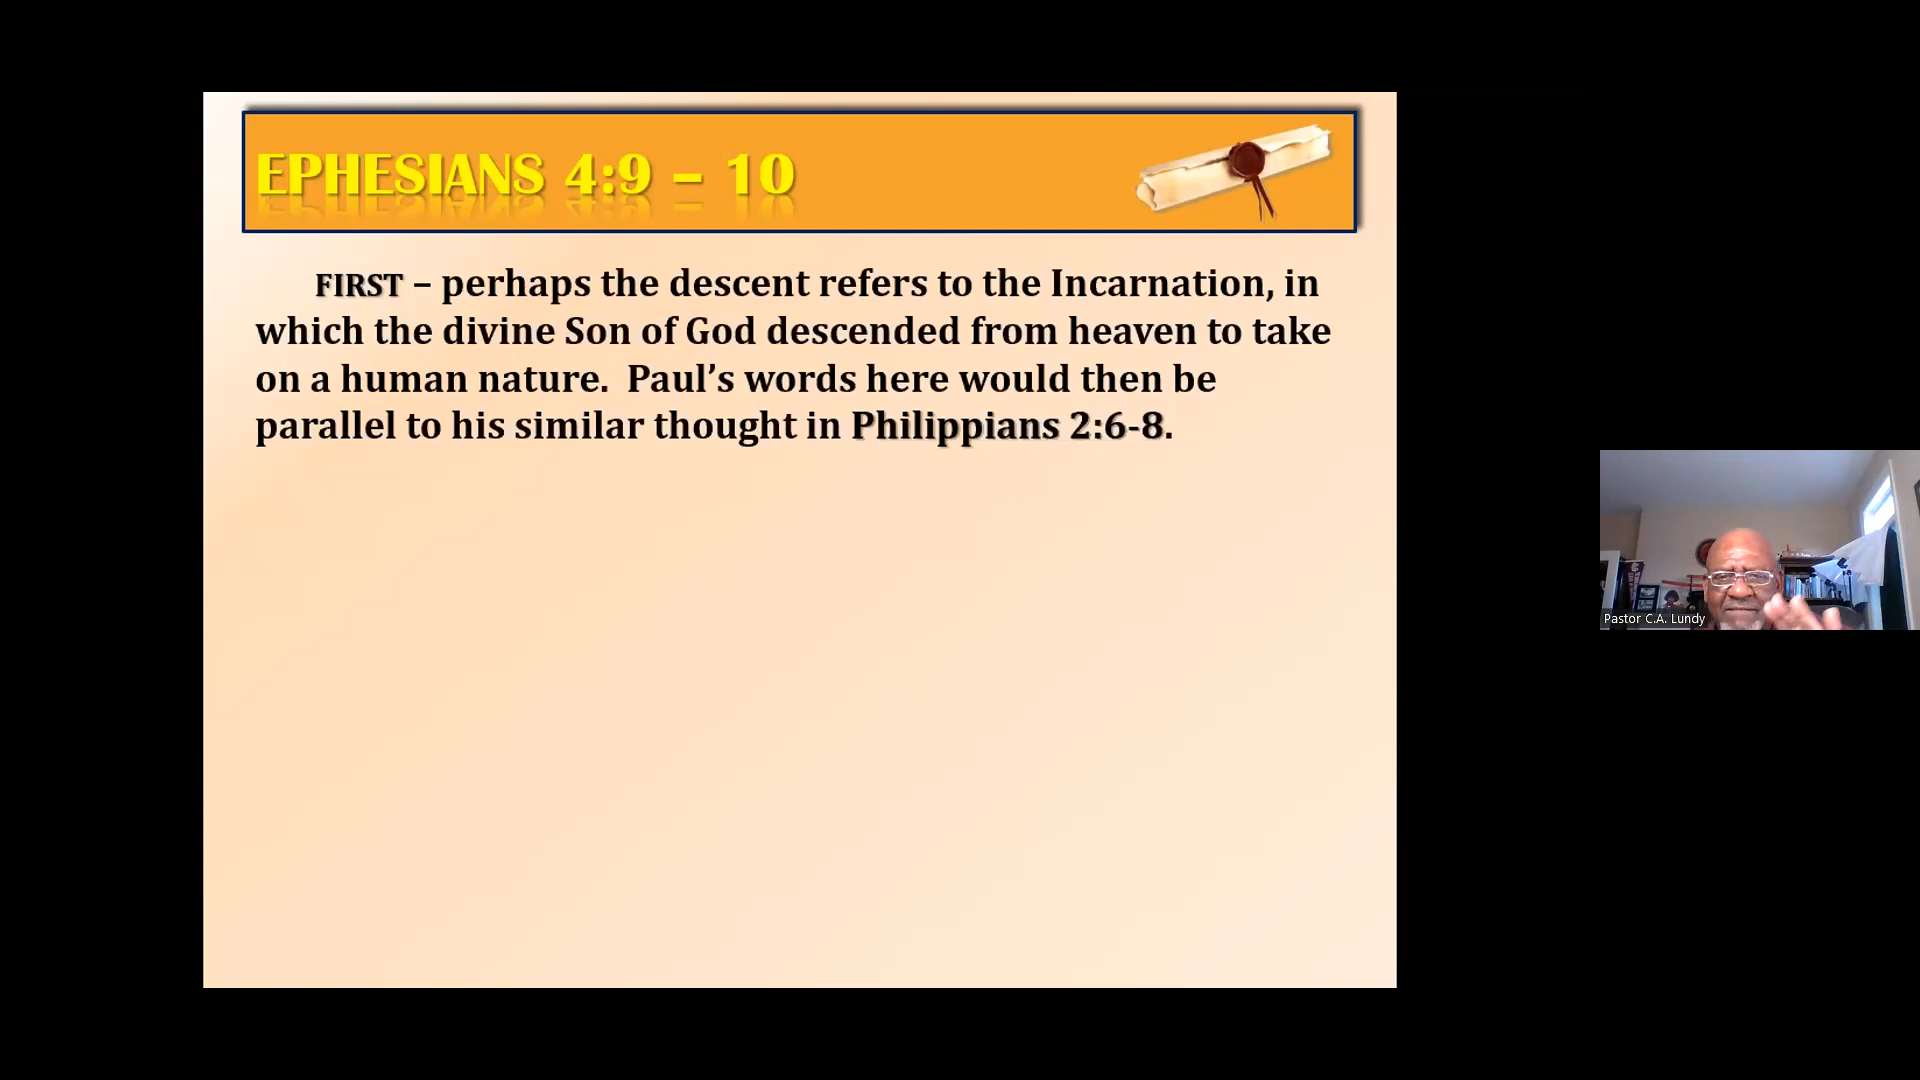 EPHESIANS 4:9 – 10
FIRST – perhaps the descent refers to the Incarnation, in
which the divine Son of God descended from heaven to take
on a human nature.  Paul’s words here would then be
parallel to his similar thought in Philippians 2:6-8.
Pastor C.A. Lundy